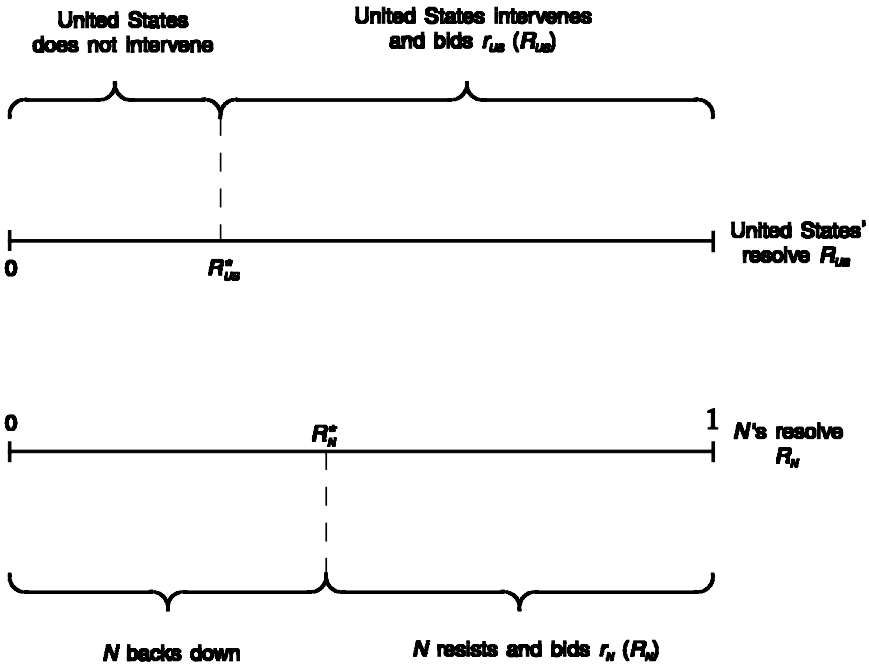 United States
does not intervene
United States intervenes
and bids r_us (R_us)
0
R*_us
United States'
resolve R_us
0
R*_N
1
N's resolve
R_N
N backs down
N resists and bids r_N (R_N)